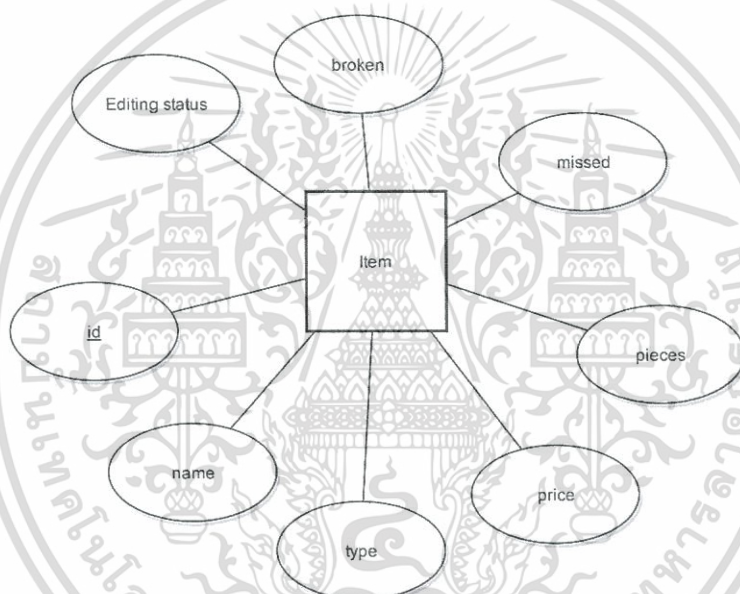 broken
Editing status
missed
Item
id
pieces
name
price
type